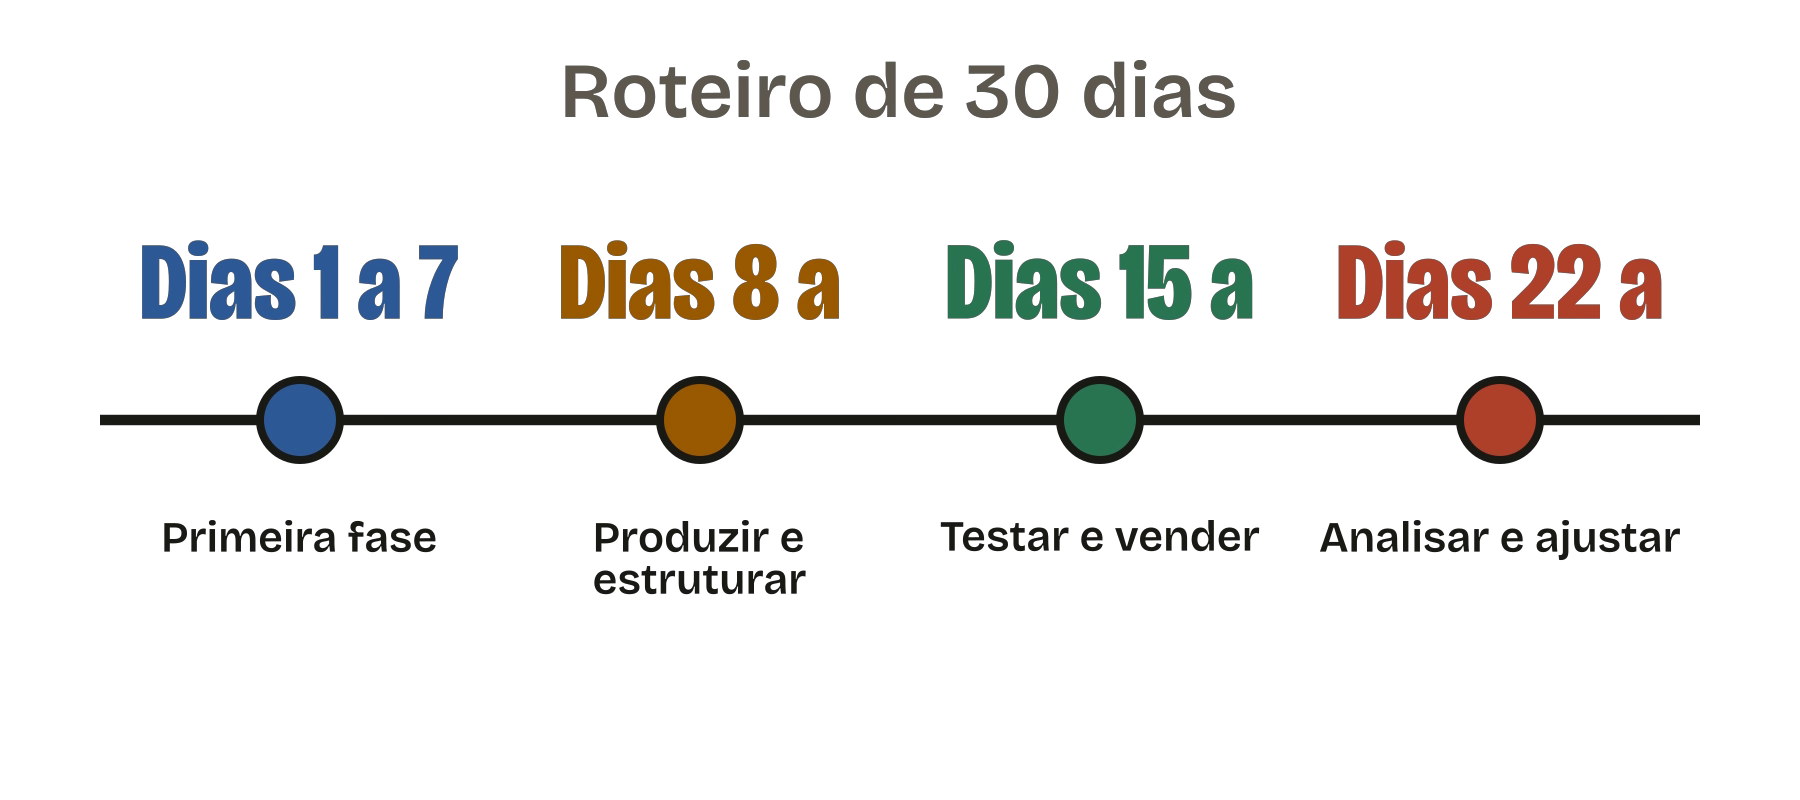 Roteiro de 30 dias
Dias 1 a 7
Dias 8 a
Dias 15 a
Dias 22 a
Primeira fase
Produzir e
estruturar
Testar e vender
Analisar e ajustar